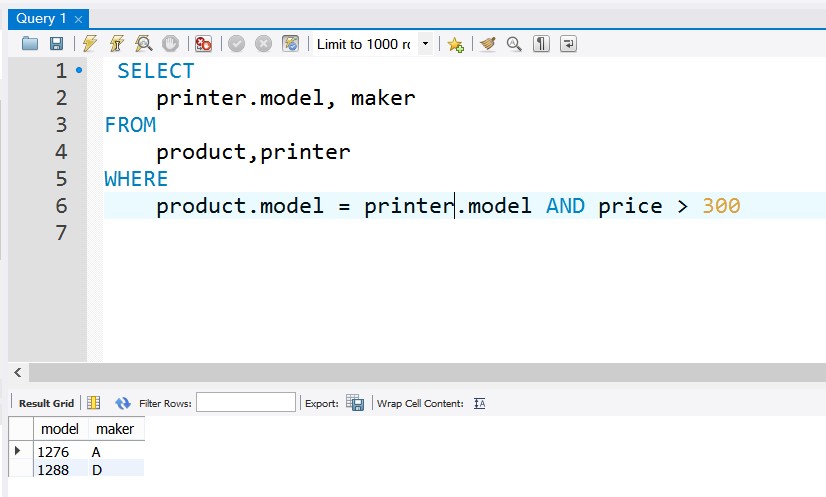 Query 1 ×
Limit to 1000 rc
1 SELECT
2 printer.model, maker
3 FROM
4 product,printer
5 WHERE
6 product.model = printer.model AND price > 300
7
Result Grid Filter Rows: Export: Wrap Cell Content:
model maker
1276 A
1288 D